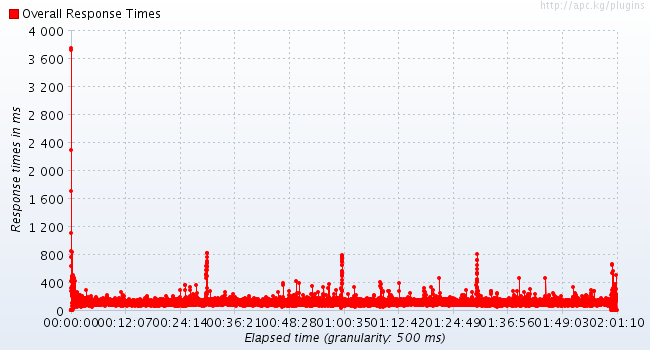 http://apc.kg/plugins
Overall Response Times
4 000
3 600
3 200
2 800
2 400
2 000
1 600
1 200
800
400
0
Response times in ms
00:00:00 00:12:07 00:24:14 00:36:21 00:48:28 01:00:35 01:12:42 01:24:49 01:36:56 01:49:03 02:01:10
Elapsed time (granularity: 500 ms)